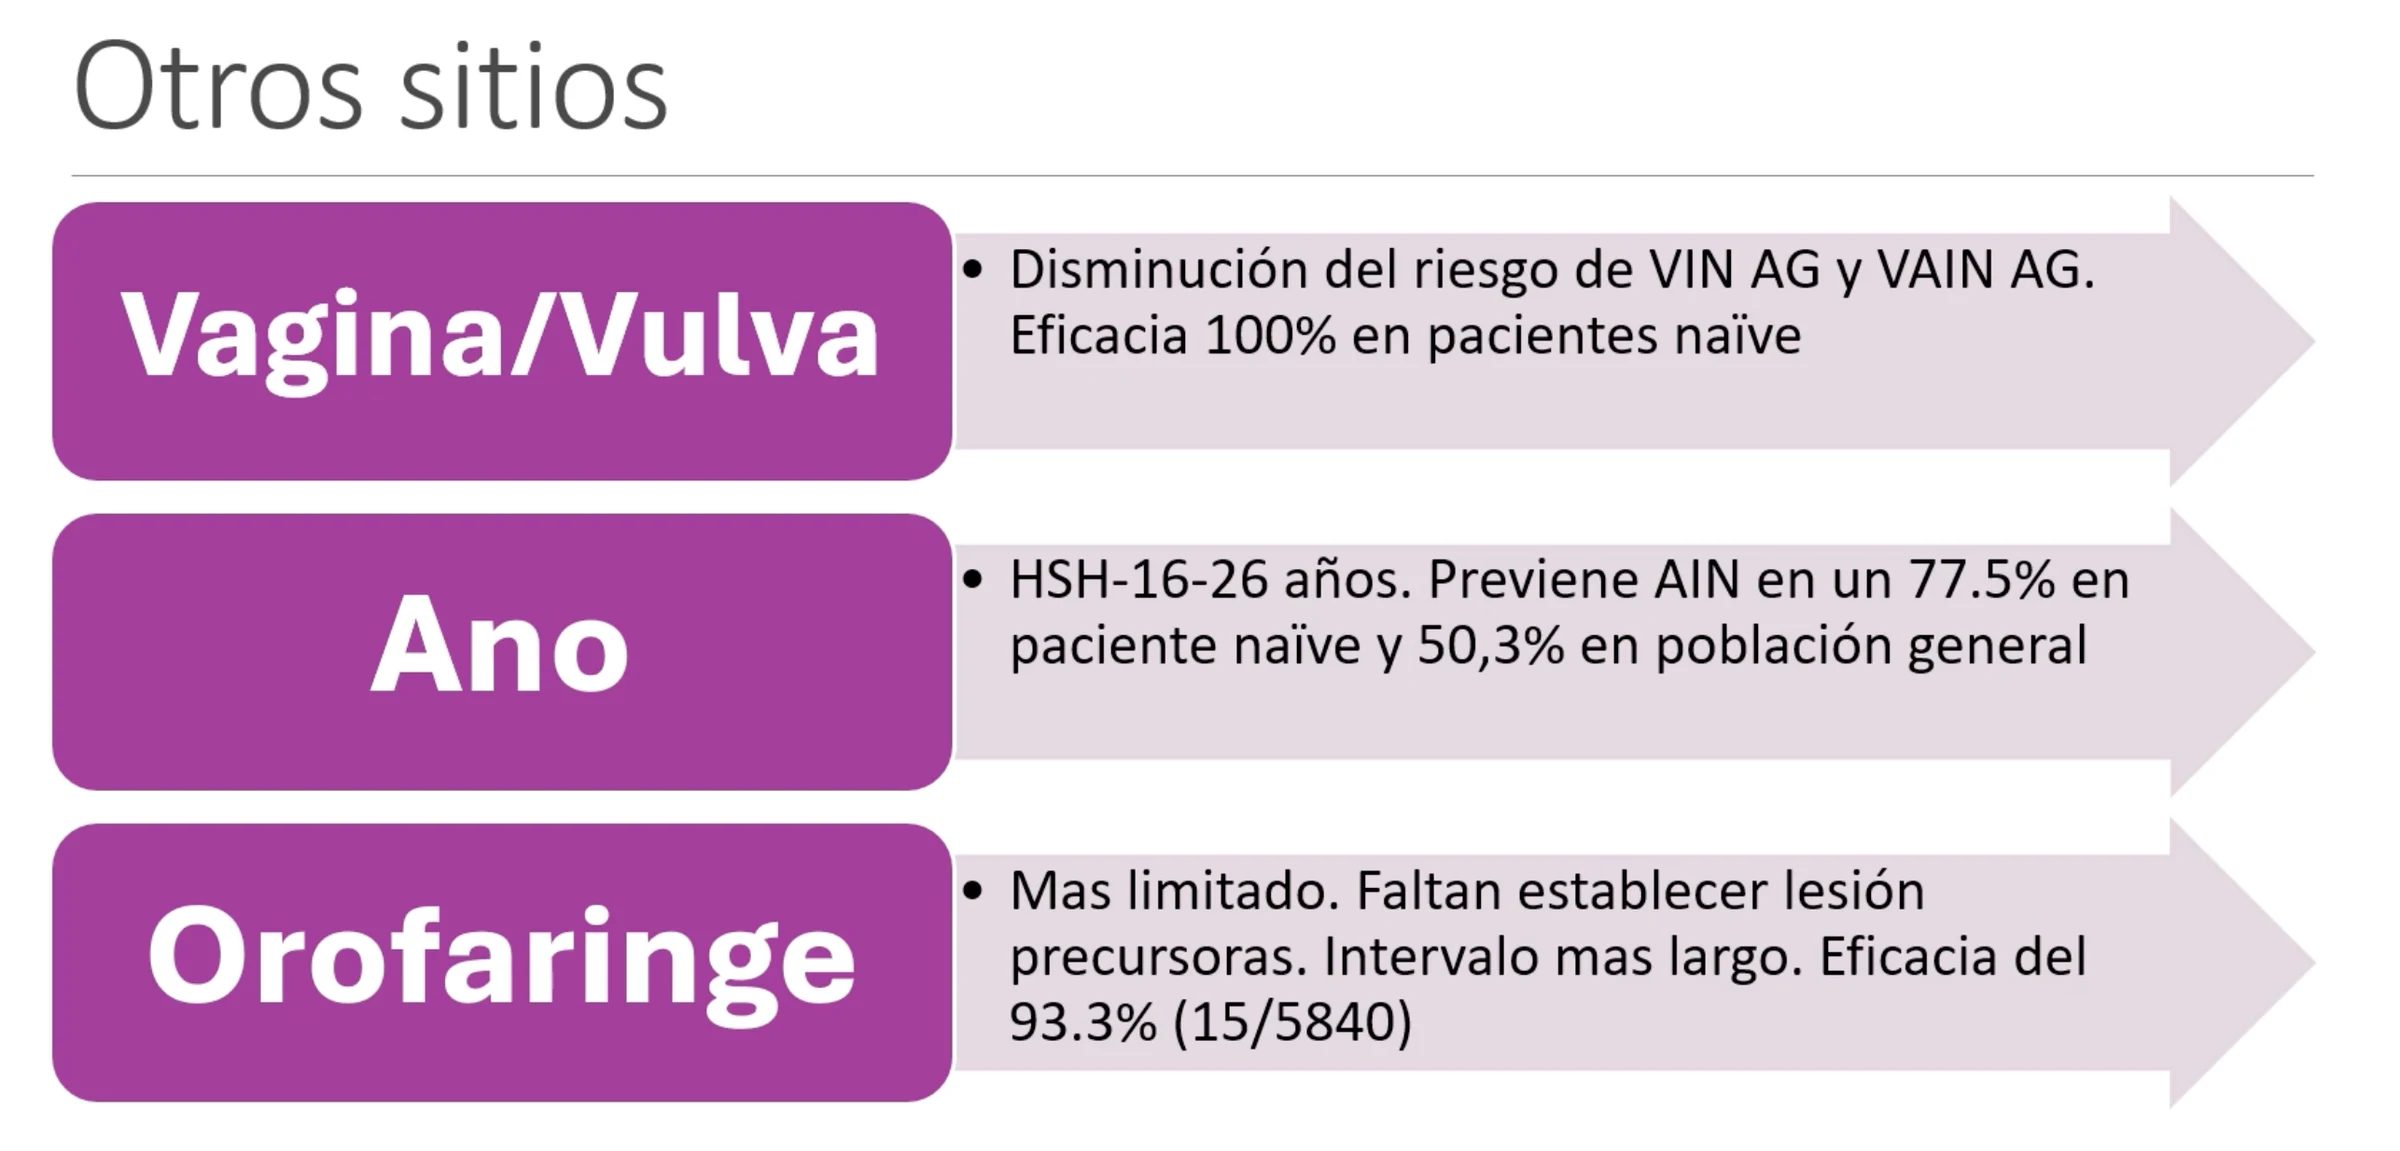 Otros sitios
Vagina/Vulva
• Disminución del riesgo de VIN AG y VAIN AG.
Eficacia 100% en pacientes naïve
Ano
• HSH-16-26 años. Previene AIN en un 77.5% en
paciente naïve y 50,3% en población general
Orofaringe
• Mas limitado. Faltan establecer lesión
precursoras. Intervalo mas largo. Eficacia del
93.3% (15/5840)